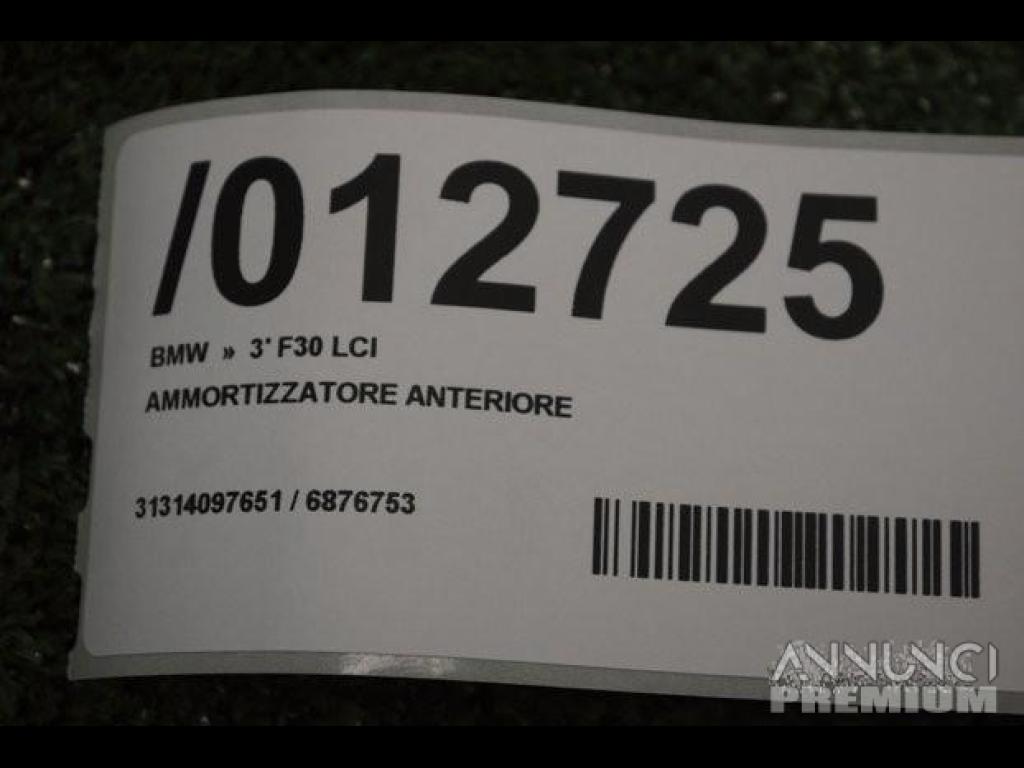 /012725
BMW » 3* F30 LCI
AMMORTIZZATORE ANTERIORE
31314097651 / 6876753
ANNUNCI
PREMIUM